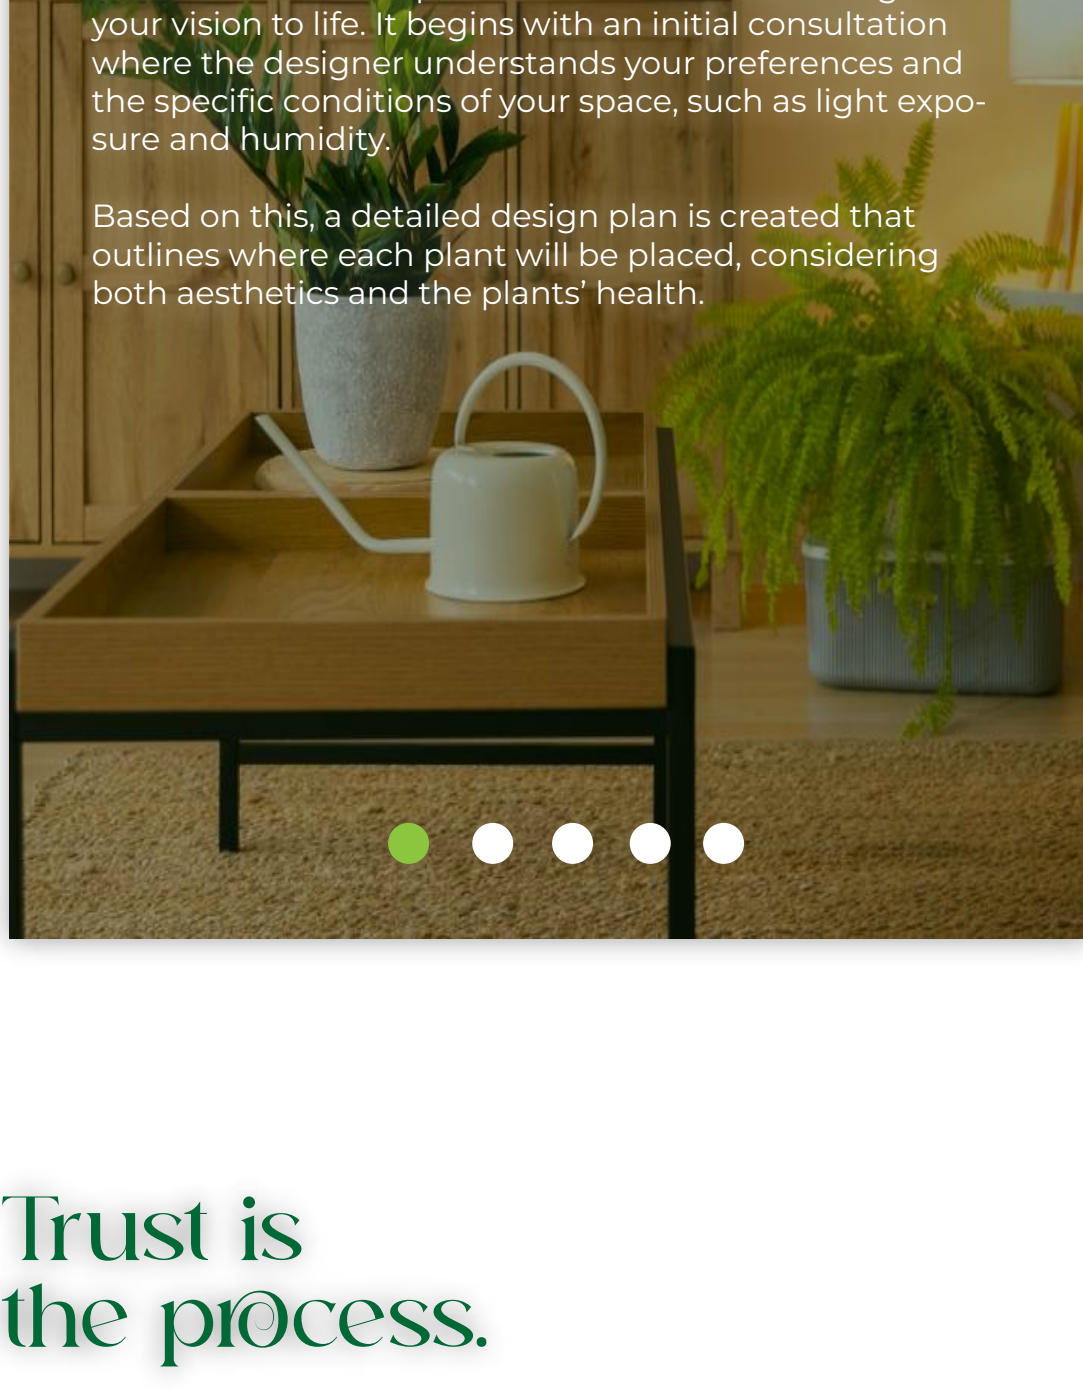 your vision to life. It begins with an initial consultation
where the designer understands your preferences and
the specific conditions of your space, such as light expo-
sure and humidity.
Based on this, a detailed design plan is created that
outlines where each plant will be placed, considering
both aesthetics and the plants’ health.
Trust is
the process.